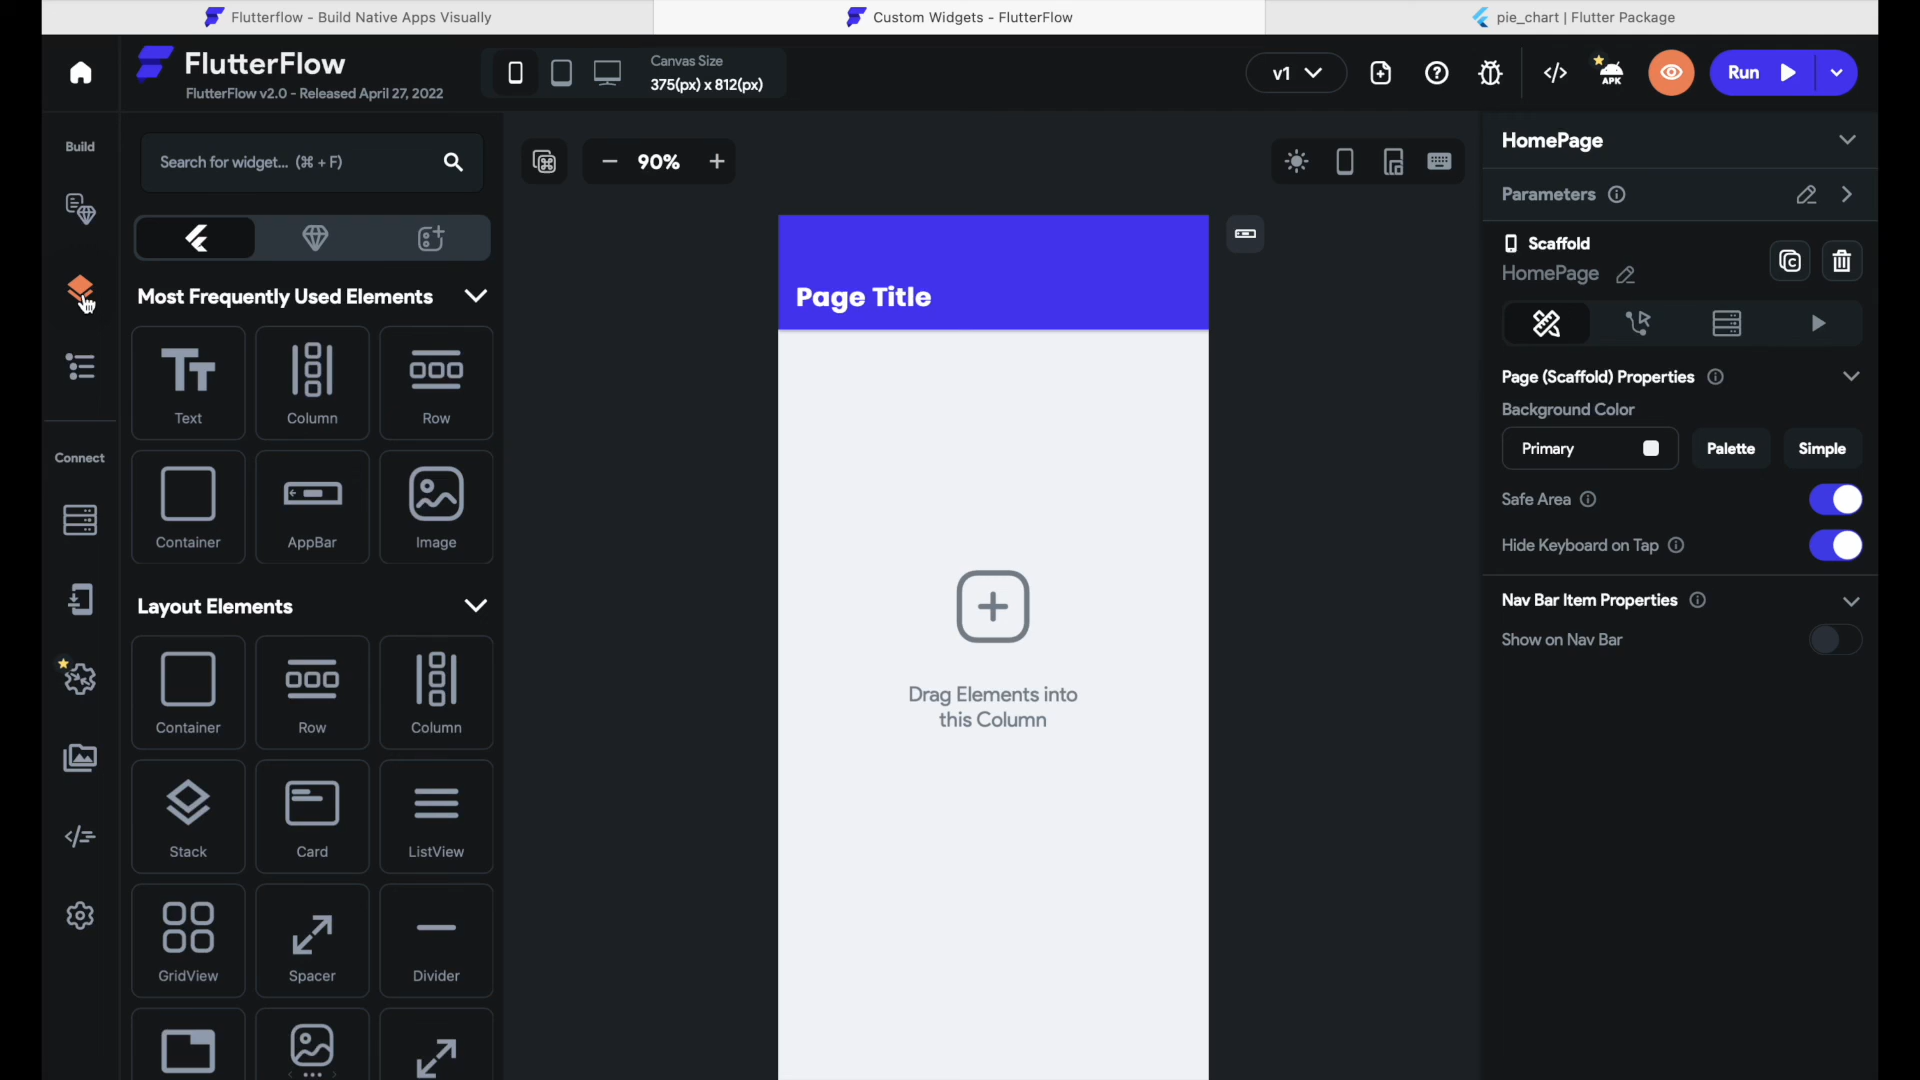 Flutterflow - Build Native Apps Visually
Custom Widgets - FlutterFlow
pie_chart | Flutter Package
FlutterFlow
FlutterFlow v2.0 - Released April 27, 2022
Canvas Size
375(px) x 812(px)
v1
APK
Run
Build
Search for widget... (⌘ + F)
90%
HomePage
Parameters
Scaffold
HomePage
Most Frequently Used Elements
Page Title
Text
Column
Row
Page (Scaffold) Properties
Background Color
Primary
Palette
Simple
Connect
Container
AppBar
Image
Safe Area
Hide Keyboard on Tap
Layout Elements
Nav Bar Item Properties
Show on Nav Bar
Drag Elements into
this Column
Container
Row
Column
Stack
Card
ListView
GridView
Spacer
Divider